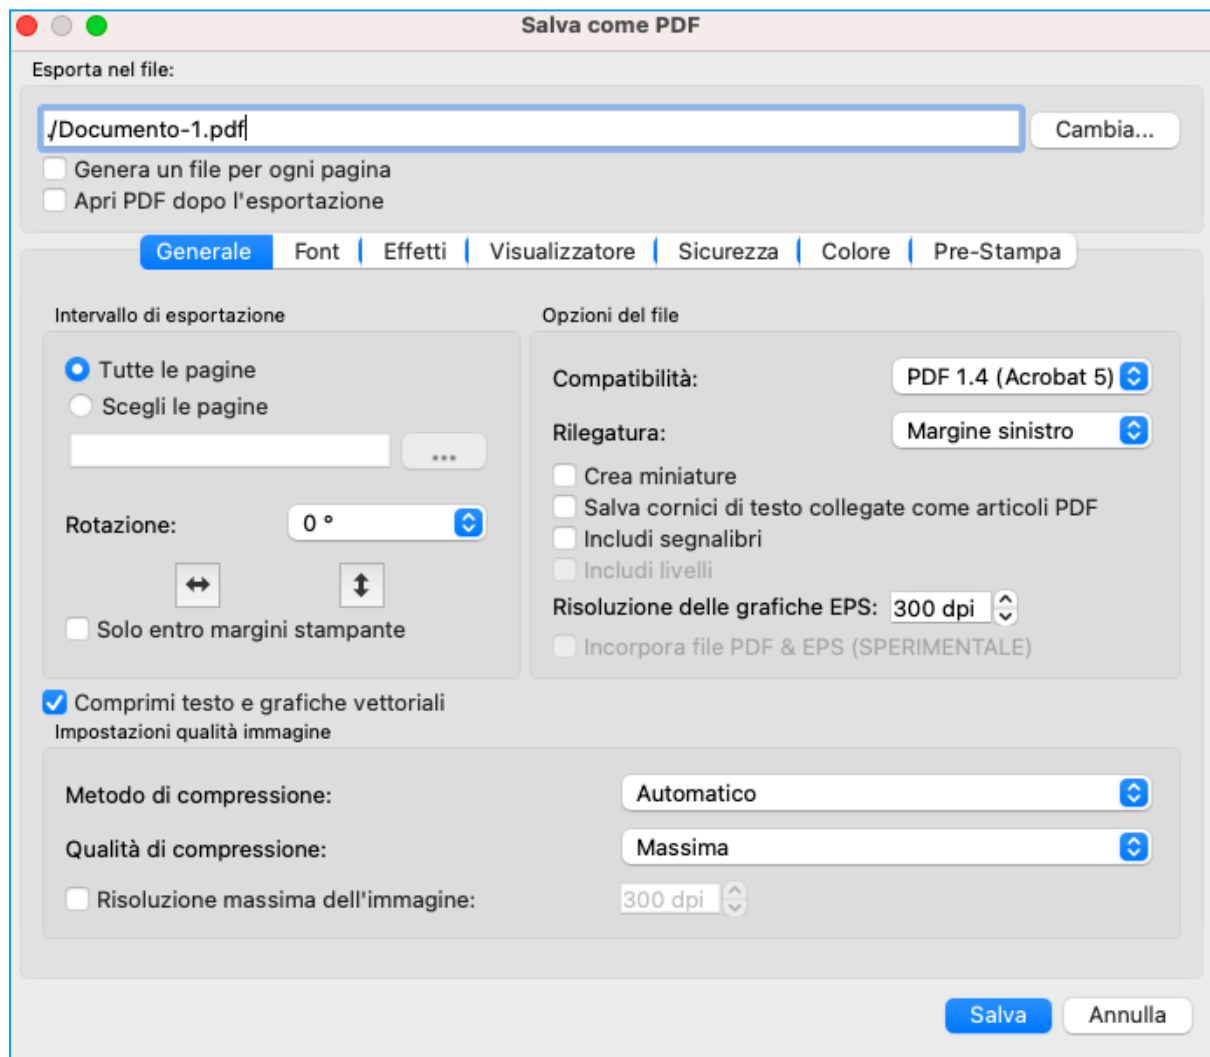 Salva come PDF
Esporta nel file:
./Documento-1.pdf
Cambia...
Genera un file per ogni pagina
Apri PDF dopo l'esportazione
Generale Font Effetti Visualizzatore Sicurezza Colore Pre-Stampa
Intervallo di esportazione
Tutte le pagine
Scegli le pagine
...
Rotazione: 0 °
Solo entro margini stampante
Opzioni del file
Compatibilità: PDF 1.4 (Acrobat 5)
Rilegatura: Margine sinistro
Crea miniature
Salva cornici di testo collegate come articoli PDF
Includi segnalibri
Includi livelli
Risoluzione delle grafiche EPS: 300 dpi
Incorpora file PDF & EPS (SPERIMENTALE)
Comprimi testo e grafiche vettoriali
Impostazioni qualità immagine
Metodo di compressione: Automatico
Qualità di compressione: Massima
Risoluzione massima dell'immagine: 300 dpi
Salva Annulla